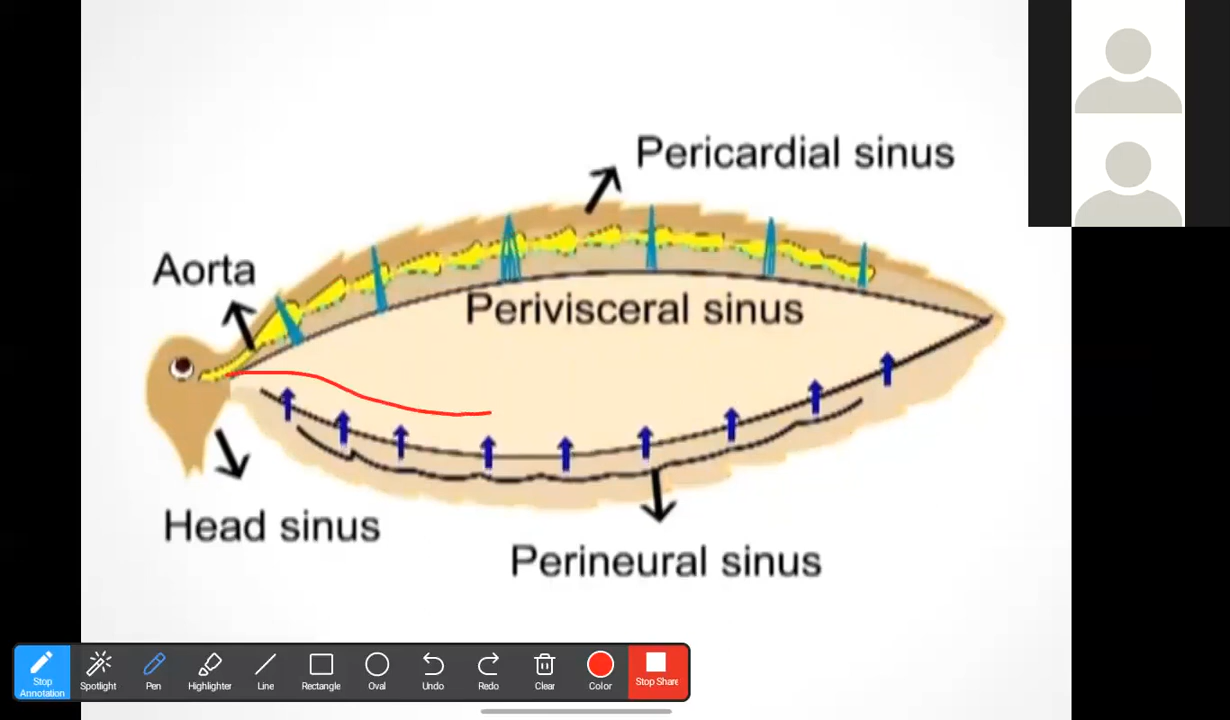 Pericardial sinus
Aorta
Perivisceral sinus
Head sinus
Perineural sinus
Stop Annotation
Spotlight
Pen
Highlighter
Line
Rectangle
Oval
Undo
Redo
Clear
Color
Stop Share